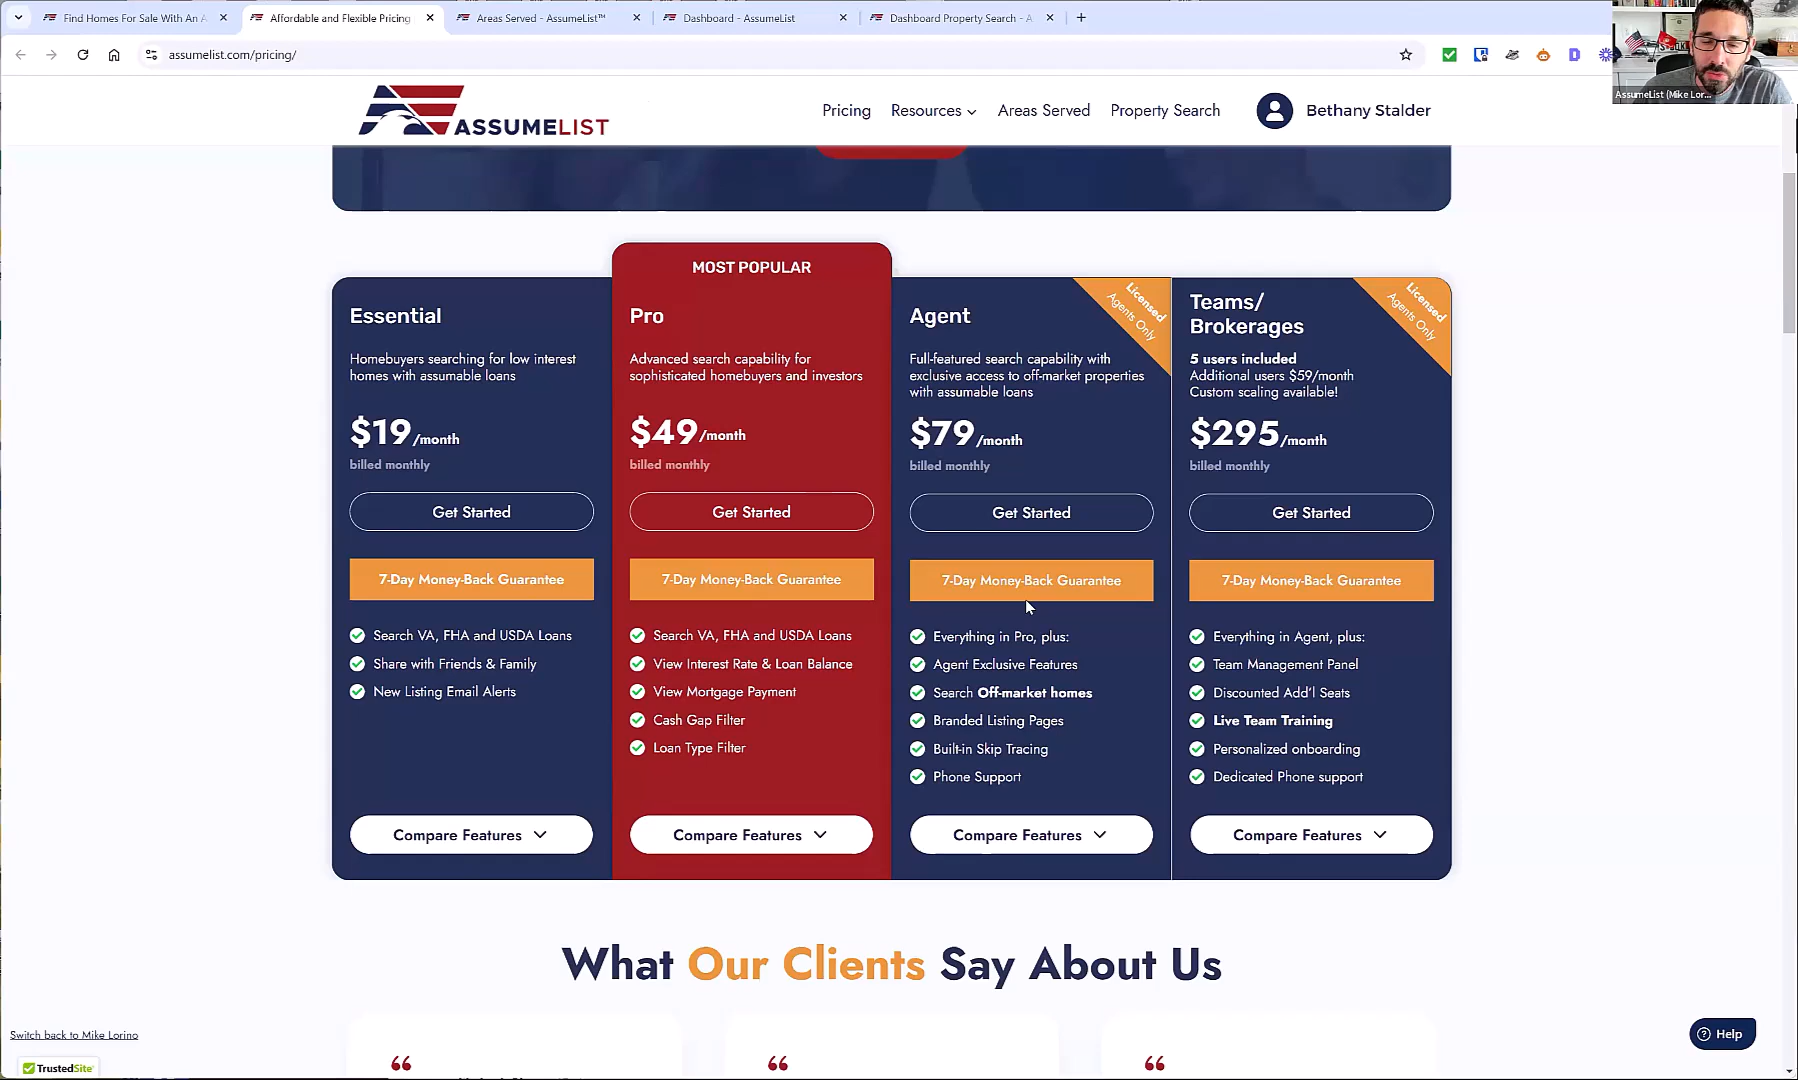 Find Homes For Sale With An A
Affordable and Flexible Pricing
Areas Served - AssumeList™
Dashboard - AssumeList
Dashboard Property Search - A
assumelist.com/pricing/
AssumeList (Mike Lor...
ASSUMELIST
Pricing
Resources
Areas Served
Property Search
Bethany Stalder
MOST POPULAR
Essential
Homebuyers searching for low interest
homes with assumable loans
$19/month
billed monthly
Get Started
7-Day Money-Back Guarantee
Search VA, FHA and USDA Loans
Share with Friends & Family
New Listing Email Alerts
Compare Features
Pro
Advanced search capability for
sophisticated homebuyers and investors
$49/month
billed monthly
Get Started
7-Day Money-Back Guarantee
Search VA, FHA and USDA Loans
View Interest Rate & Loan Balance
View Mortgage Payment
Cash Gap Filter
Loan Type Filter
Compare Features
Licensed
Agents Only
Agent
Full-featured search capability with
exclusive access to off-market properties
with assumable loans
$79/month
billed monthly
Get Started
7-Day Money-Back Guarantee
Everything in Pro, plus:
Agent Exclusive Features
Search Off-market homes
Branded Listing Pages
Built-in Skip Tracing
Phone Support
Compare Features
Licensed
Agents Only
Teams/
Brokerages
5 users included
Additional users $59/month
Custom scaling available!
$295/month
billed monthly
Get Started
7-Day Money-Back Guarantee
Everything in Agent, plus:
Team Management Panel
Discounted Add'l Seats
Live Team Training
Personalized onboarding
Dedicated Phone support
Compare Features
What Our Clients Say About Us
Switch back to Mike Lorino
TrustedSite
Help